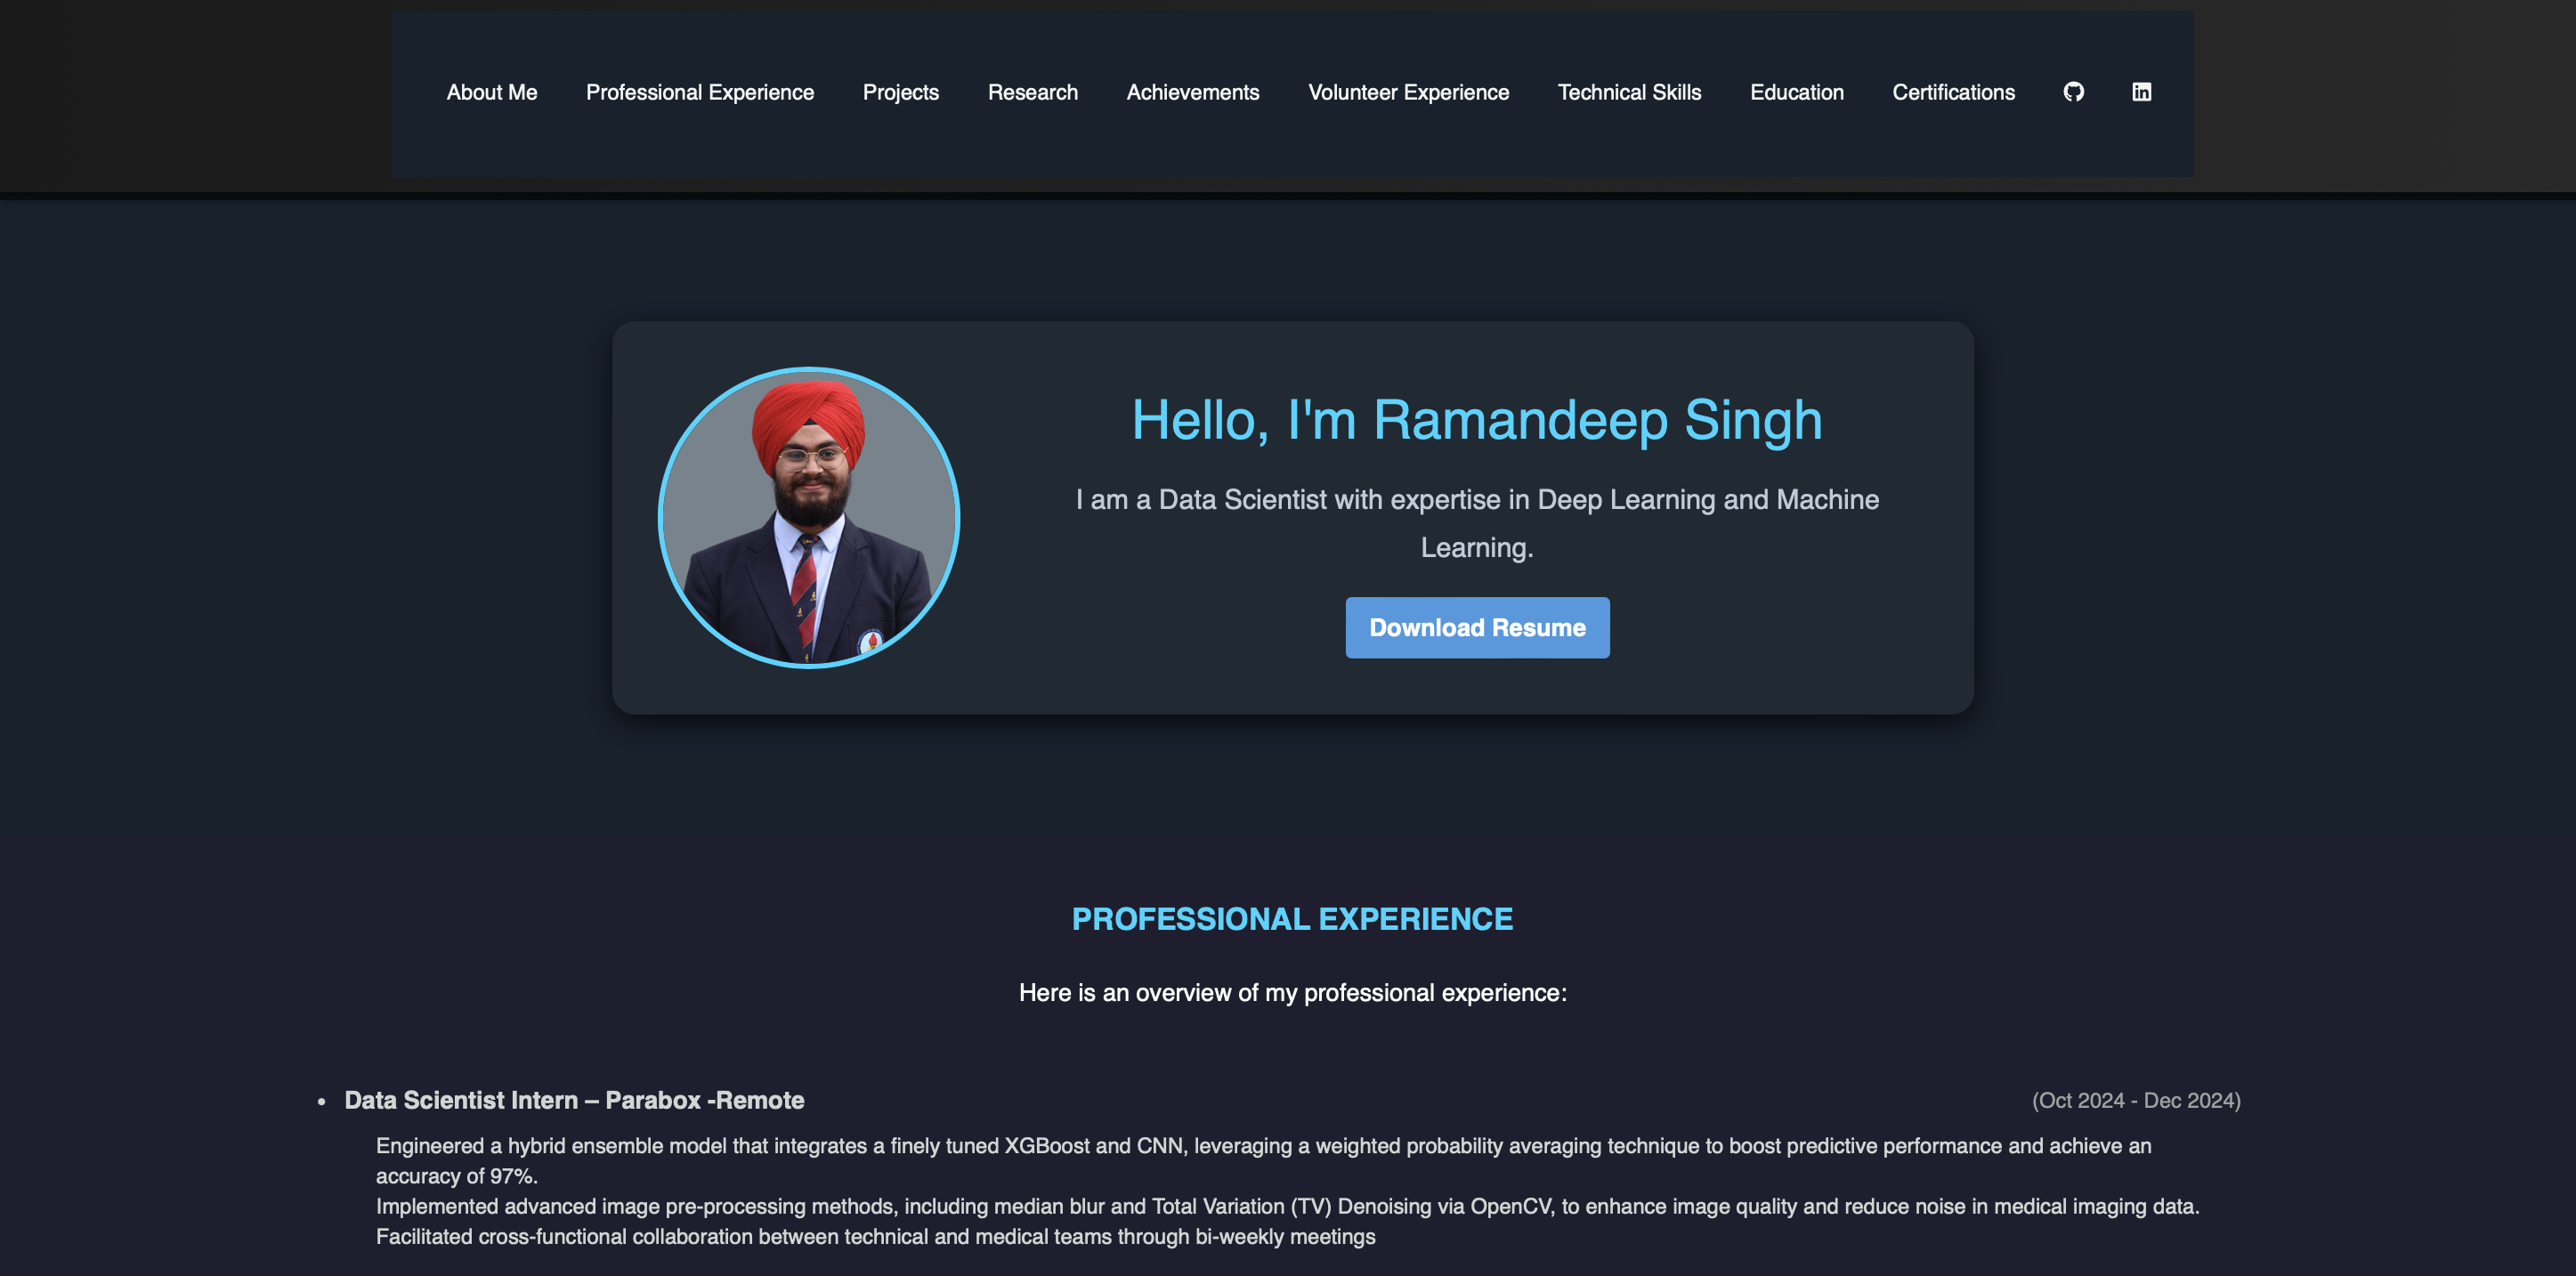 About Me Professional Experience Projects Research Achievements Volunteer Experience Technical Skills Education Certifications
Hello, I'm Ramandeep Singh
I am a Data Scientist with expertise in Deep Learning and Machine
Learning.
Download Resume
PROFESSIONAL EXPERIENCE
Here is an overview of my professional experience:
• Data Scientist Intern – Parabox -Remote (Oct 2024 - Dec 2024)
Engineered a hybrid ensemble model that integrates a finely tuned XGBoost and CNN, leveraging a weighted probability averaging technique to boost predictive performance and achieve an
accuracy of 97%.
Implemented advanced image pre-processing methods, including median blur and Total Variation (TV) Denoising via OpenCV, to enhance image quality and reduce noise in medical imaging data.
Facilitated cross-functional collaboration between technical and medical teams through bi-weekly meetings